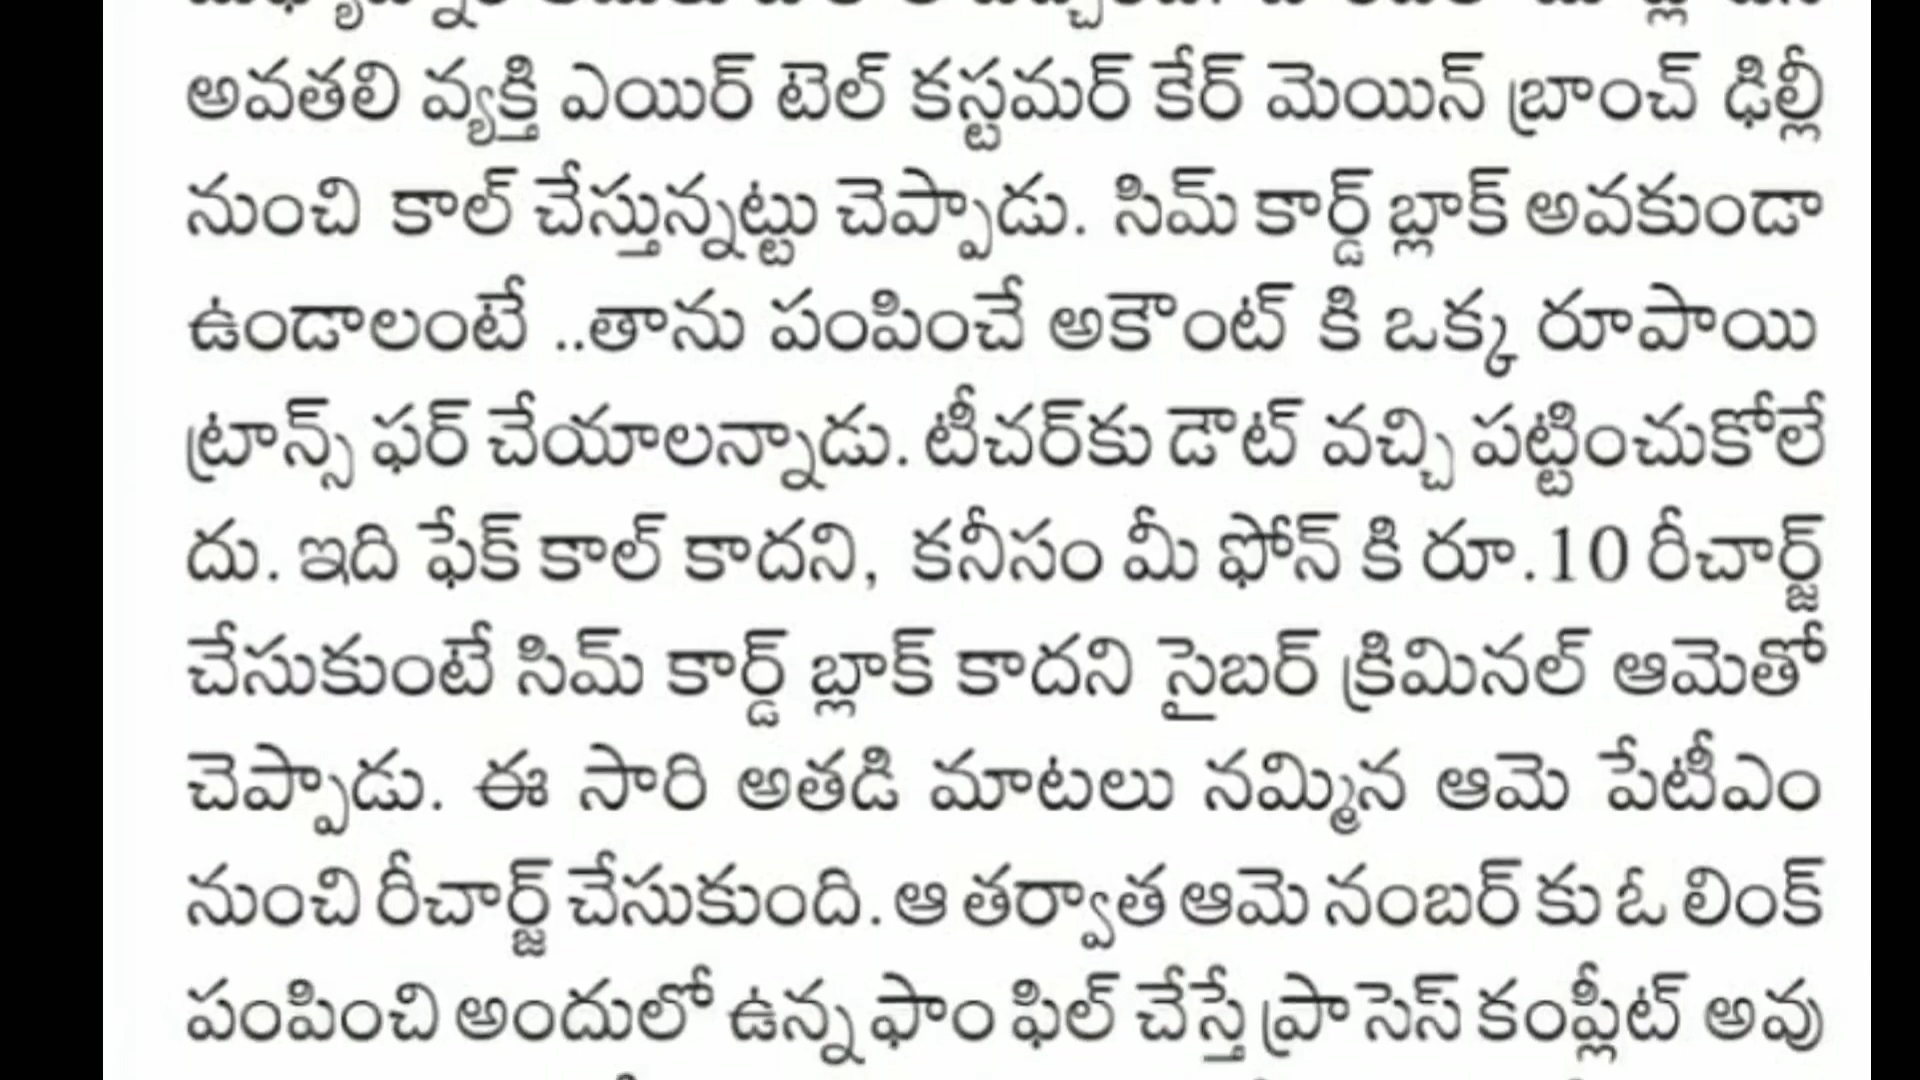 అవతలి వ్యక్తి ఎయిర్ టెల్ కస్టమర్ కేర్ మెయిన్ బ్రాంచ్ ఢిల్లీ
నుంచి కాల్ చేస్తున్నట్టు చెప్పాడు. సిమ్ కార్డ్ బ్లాక్ అవకుండా
ఉండాలంటే ..తాను పంపించే అకౌంట్ కి ఒక్క రూపాయి
ట్రాన్స్ ఫర్ చేయాలన్నాడు. టీచర్‌కు డౌట్ వచ్చి పట్టించుకోలే
దు. ఇది ఫేక్ కాల్ కాదని, కనీసం మీ ఫోన్ కి రూ.10 రీచార్జ్
చేసుకుంటే సిమ్ కార్డ్ బ్లాక్ కాదని సైబర్ క్రిమినల్ ఆమెతో
చెప్పాడు. ఈ సారి అతడి మాటలు నమ్మిన ఆమె పేటీఎం
నుంచి రీచార్జ్ చేసుకుంది. ఆ తర్వాత ఆమె నంబర్ కు ఓ లింక్
పంపించి అందులో ఉన్న ఫాం ఫిల్ చేస్తే ప్రాసెస్ కంప్లీట్ అవు